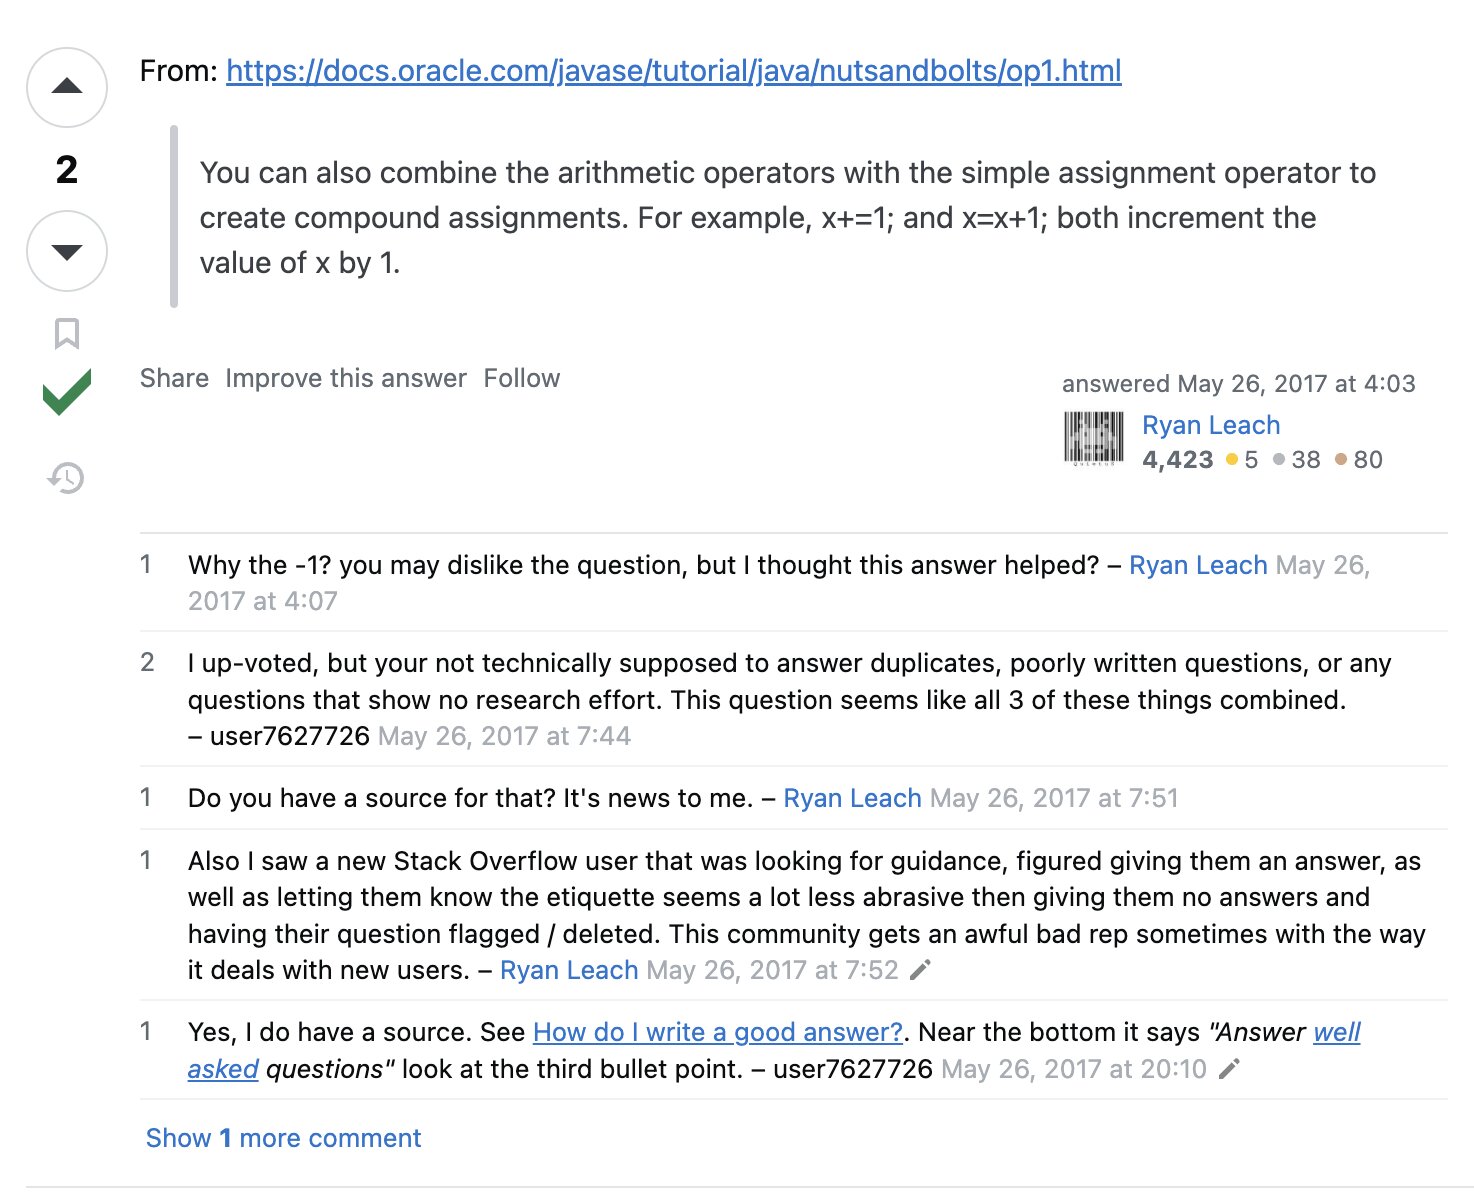 From: https://docs.oracle.com/javase/tutorial/java/nutsandbolts/op1.html
2
You can also combine the arithmetic operators with the simple assignment operator to
create compound assignments. For example, x+=1; and x=x+1; both increment the
value of x by 1.
Share Improve this answer Follow
answered May 26, 2017 at 4:03
Ryan Leach
4,423 5 38 80
1 Why the -1? you may dislike the question, but I thought this answer helped? – Ryan Leach May 26,
2017 at 4:07
2 I up-voted, but your not technically supposed to answer duplicates, poorly written questions, or any
questions that show no research effort. This question seems like all 3 of these things combined.
– user7627726 May 26, 2017 at 7:44
1 Do you have a source for that? It's news to me. – Ryan Leach May 26, 2017 at 7:51
1 Also I saw a new Stack Overflow user that was looking for guidance, figured giving them an answer, as
well as letting them know the etiquette seems a lot less abrasive then giving them no answers and
having their question flagged / deleted. This community gets an awful bad rep sometimes with the way
it deals with new users. – Ryan Leach May 26, 2017 at 7:52
1 Yes, I do have a source. See How do I write a good answer?. Near the bottom it says "Answer well
asked questions" look at the third bullet point. – user7627726 May 26, 2017 at 20:10
Show 1 more comment